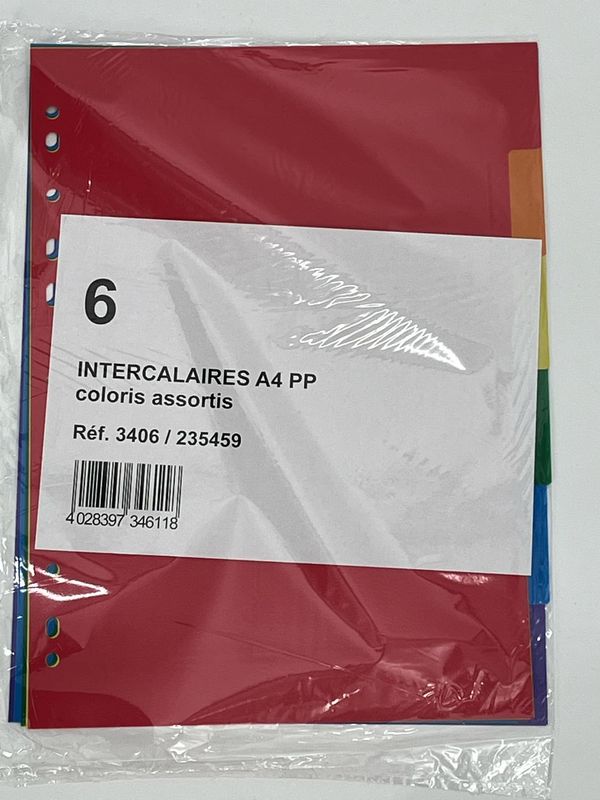 6
INTERCALAIRES A4 PP
coloris assortis
Réf. 3406 / 235459
4 028397 346118